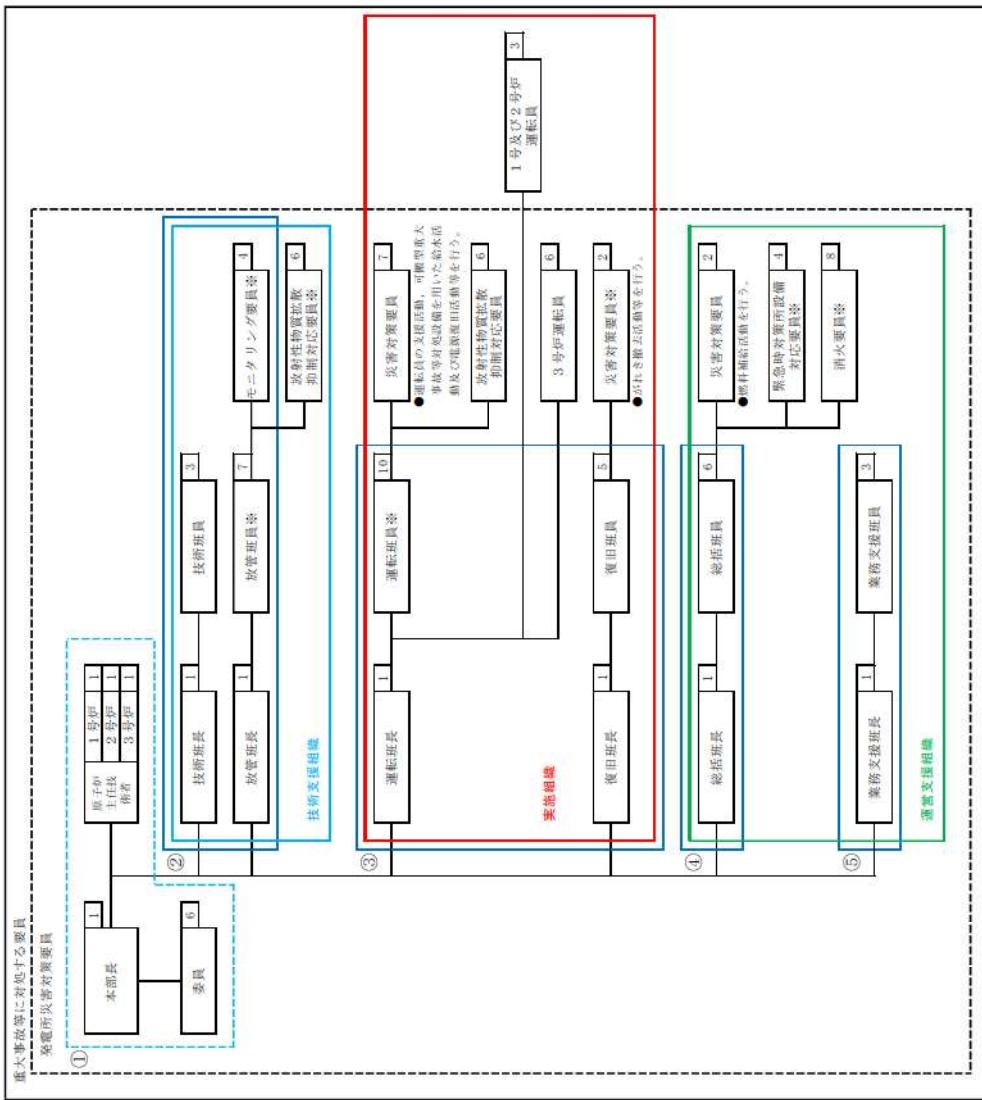 重大事故等に対処する要員
発電所災害対策要員
①
本部長
1
委員
6
原子炉
主任技
術者
1号炉
1
2号炉
1
3号炉
1
②
技術班長
1
技術班員
3
放管班長
1
放管班員※
7
モニタリング要員※
4
放射性物質拡散
抑制対応要員※
6
技術支援組織
③
運転班長
1
運転班員※
10
災害対策要員
7
●運転員の支援活動,可搬型重大
事故等対処設備を用いた給水活
動及び電源復旧活動等を行う。
放射性物質拡散
抑制対応要員
6
3号炉運転員
6
1号及び2号炉
運転員
3
復旧班長
1
復旧班員
5
災害対策要員※
2
●がれき撤去活動等を行う。
実施組織
④
総括班長
1
総括班員
6
災害対策要員
2
●燃料補給活動を行う。
緊急時対策所設備
対応要員※
4
消火要員※
8
⑤
業務支援班長
1
業務支援班員
3
運営支援組織